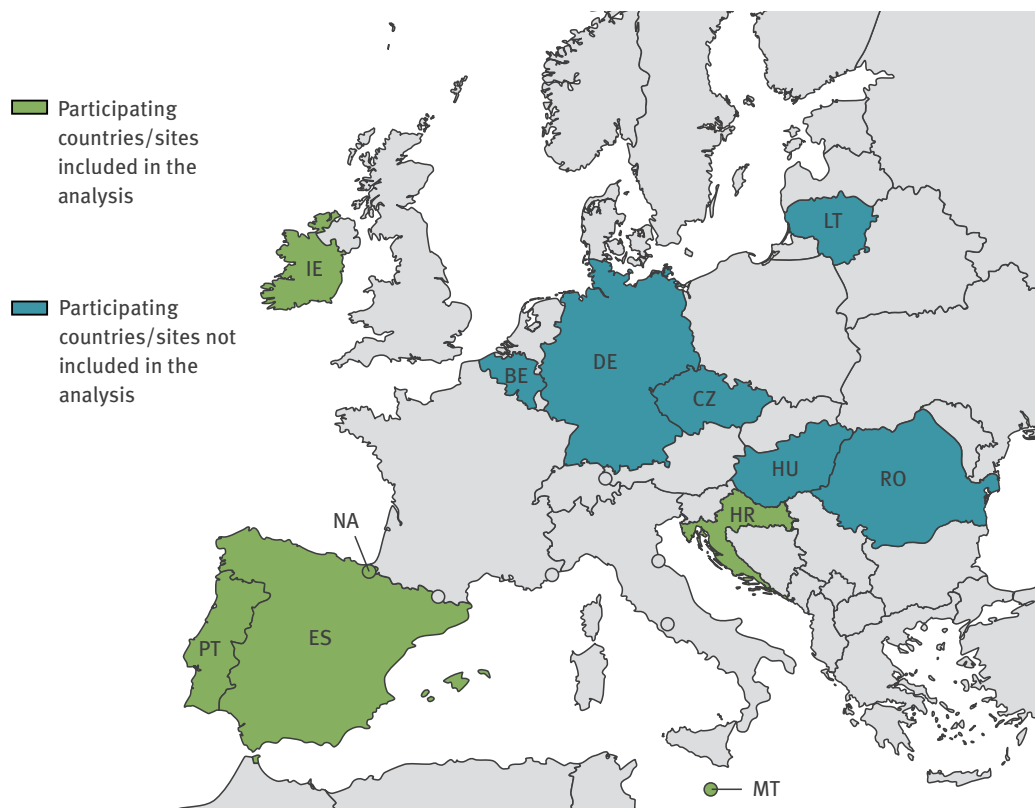 Participating
countries/sites
included in the
analysis
Participating
countries/sites not
included in the
analysis
LT
IE
DE
BE
CZ
HU
RO
HR
NA
ES
PT
MT